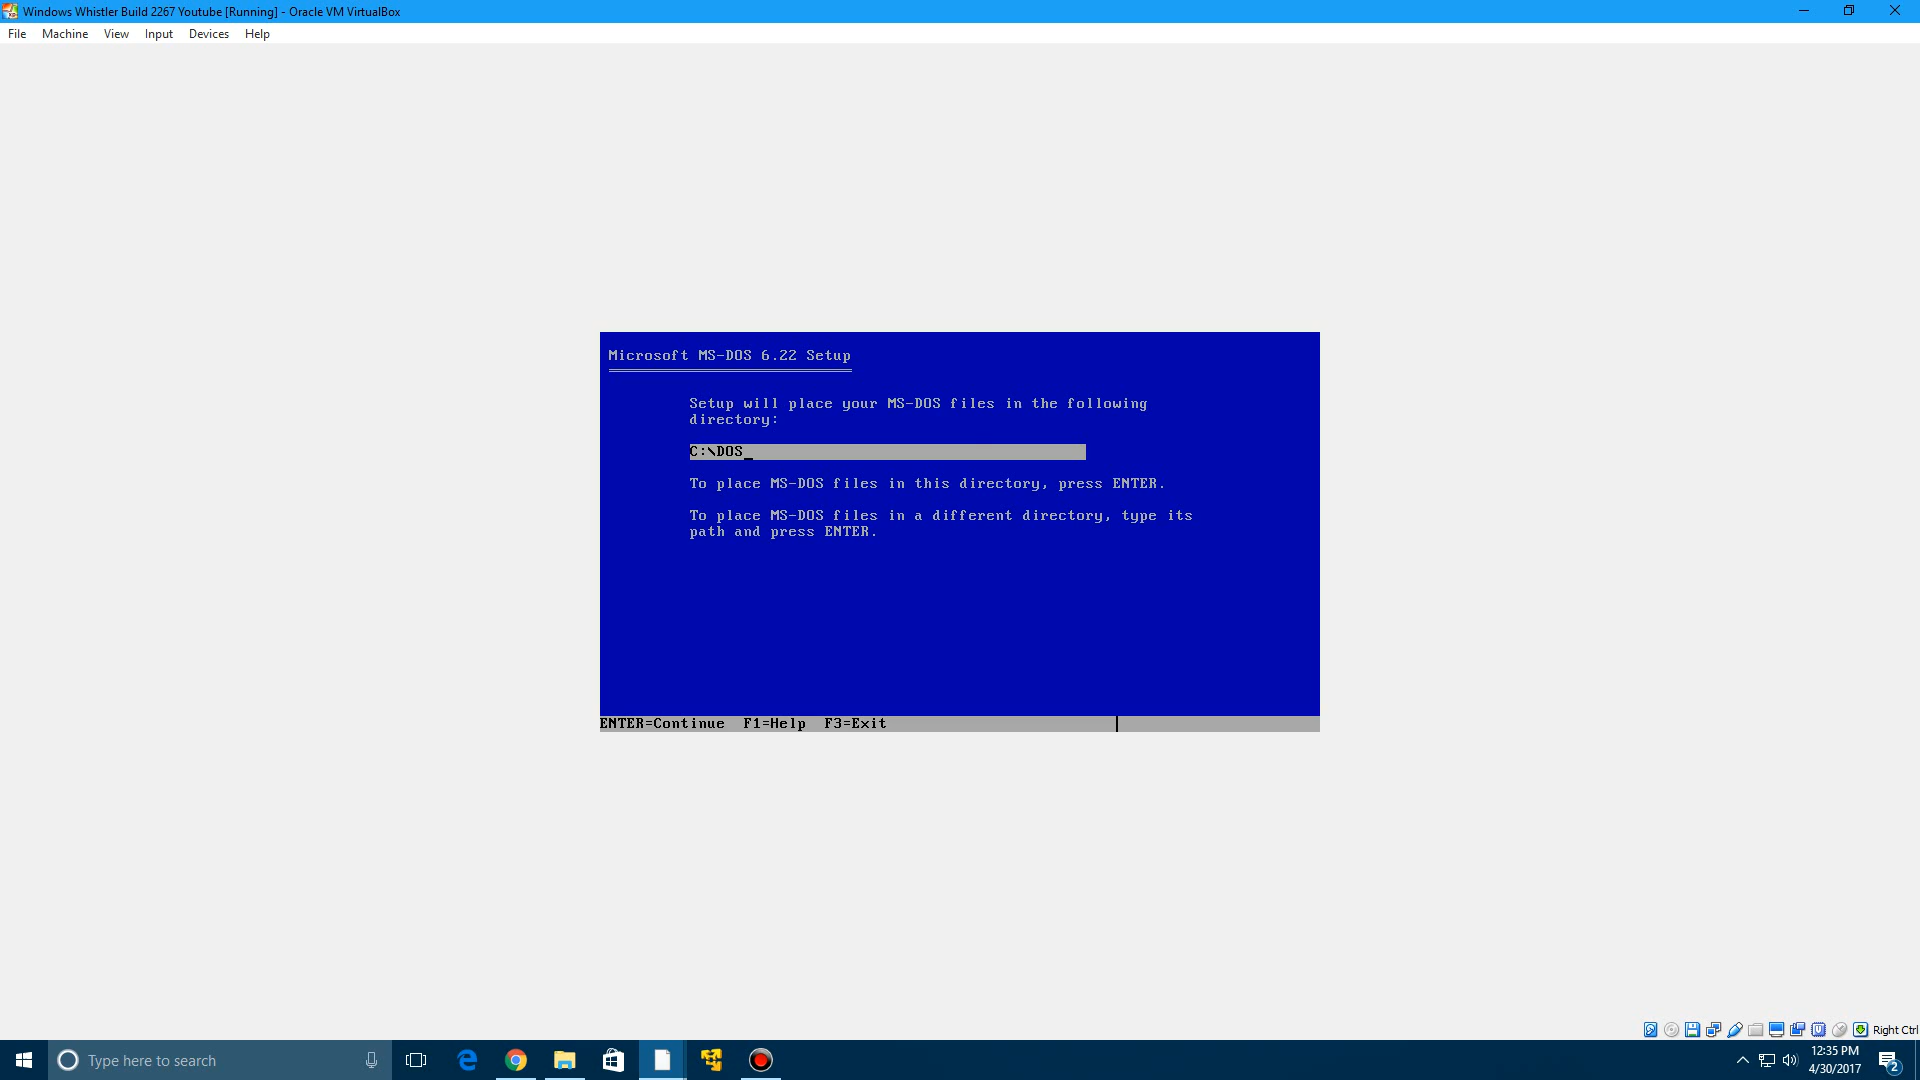 Windows Whistler Build 2267 Youtube [Running] - Oracle VM VirtualBox
File Machine View Input Devices Help
Microsoft MS-DOS 6.22 Setup
Setup will place your MS-DOS files in the following
directory:
C:\DOS_
To place MS-DOS files in this directory, press ENTER.
To place MS-DOS files in a different directory, type its
path and press ENTER.
ENTER=Continue F1=Help F3=Exit
Right Ctrl
Type here to search
12:35 PM
4/30/2017
2